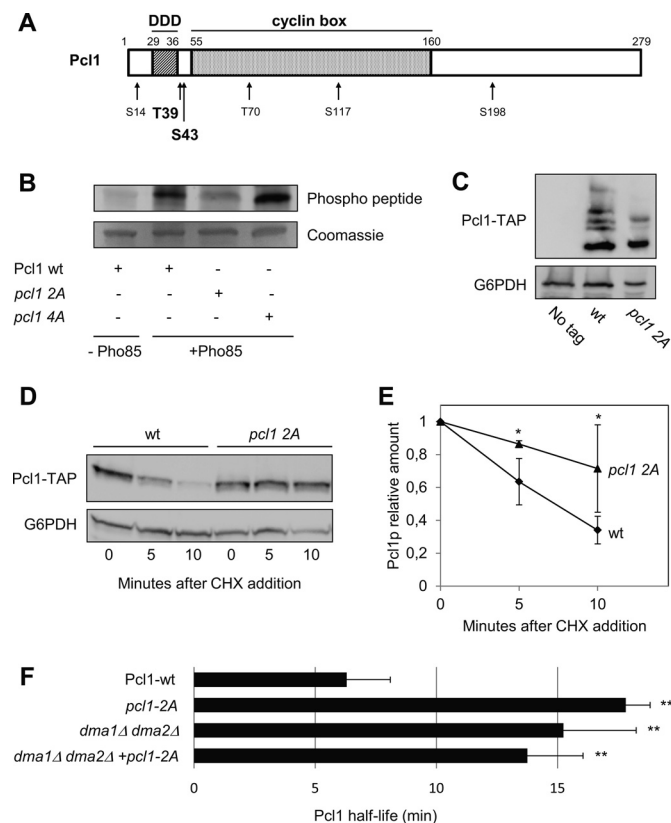 A
DDD
cyclin box
1 29 36 55 160 279
Pcl1
S14 T39 T70 S117 S198
S43
B
Phospho peptide
Coomassie
Pcl1 wt + + - -
pcl1 2A - - + -
pcl1 4A - - - +
- Pho85 +Pho85
C
Pcl1-TAP
G6PDH
No tag wt pcl1 2A
D
wt pcl1 2A
Pcl1-TAP
G6PDH
0 5 10 0 5 10
Minutes after CHX addition
E
Pcl1p relative amount
1
0,8
0,6
0,4
0,2
0
* *
pcl1 2A
wt
0 5 10
Minutes after CHX addition
F
Pcl1-wt
pcl1-2A **
dma1Δ dma2Δ **
dma1Δ dma2Δ +pcl1-2A **
0 5 10 15
Pcl1 half-life (min)